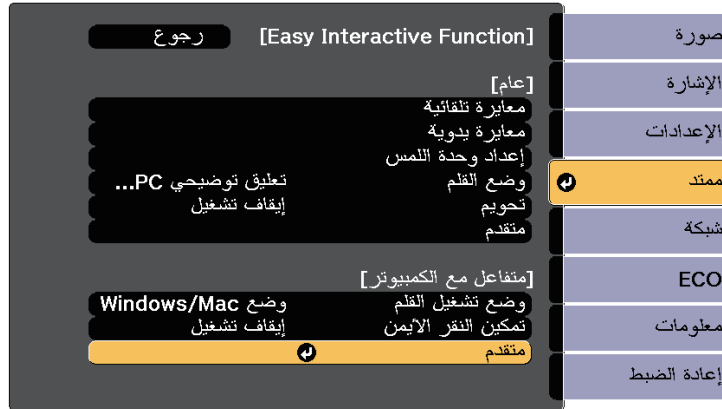 [Easy Interactive Function] رجوع
[عام]
معايرة تلقائية
معايرة يدوية
إعداد وحدة اللمس
وضع القلم تعليق توضيحي PC...
تحويم إيقاف تشغيل
متقدم
[متفاعل مع الكمبيوتر]
وضع تشغيل القلم وضع Windows/Mac
تمكين النقر الأيمن إيقاف تشغيل
متقدم
صورة
الإشارة
الإعدادات
ممتد
شبكة
ECO
معلومات
إعادة الضبط